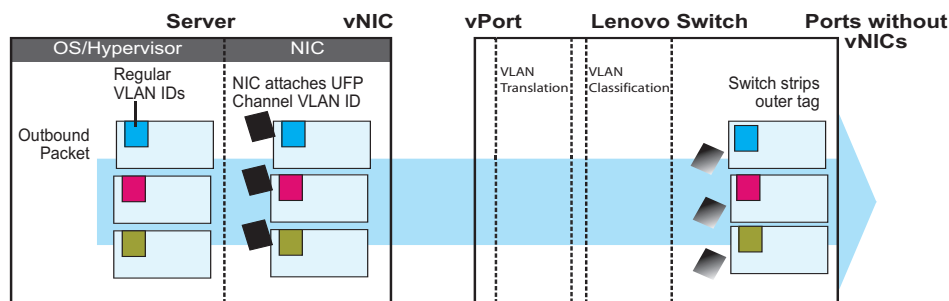 Server
vNIC
vPort
Lenovo Switch
Ports without
vNICs
OS/Hypervisor
NIC
Regular
VLAN IDs
NIC attaches UFP
Channel VLAN ID
VLAN
Translation
VLAN
Classification
Switch strips
outer tag
Outbound
Packet